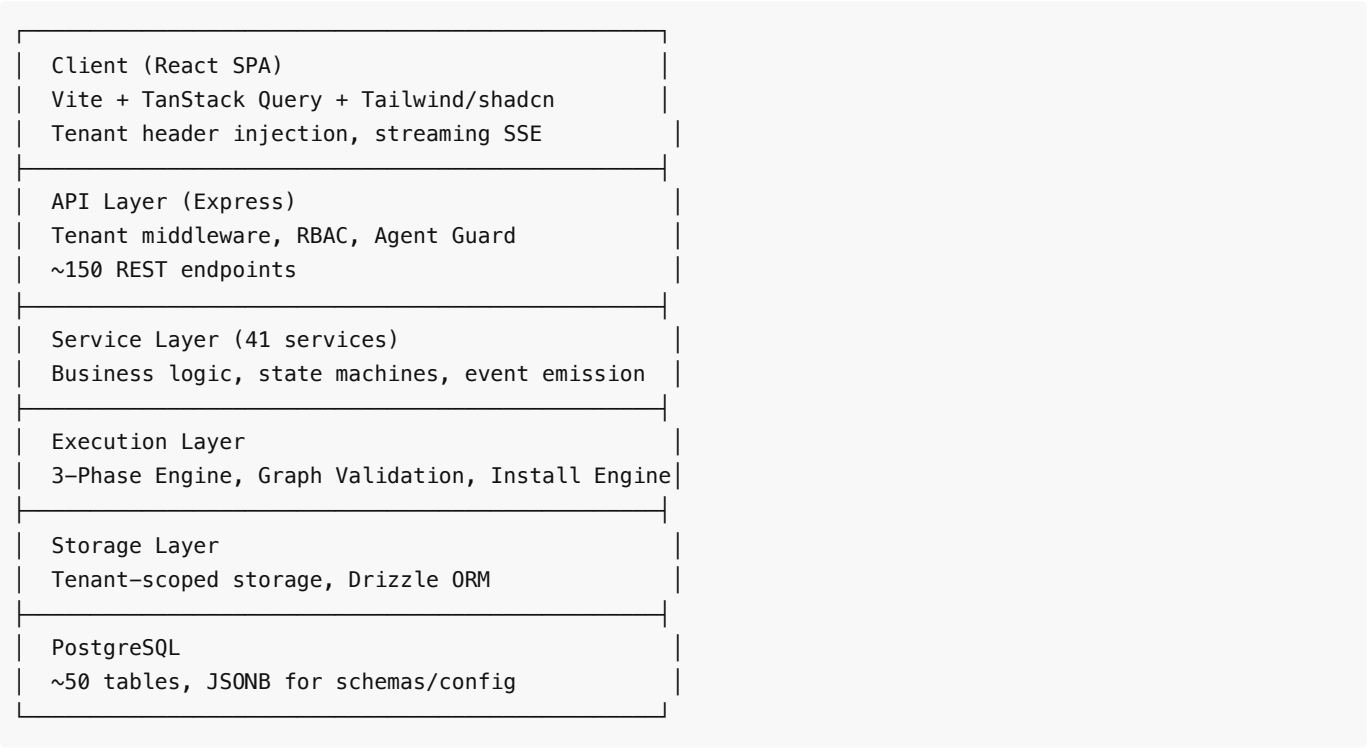 Client (React SPA)
Vite + TanStack Query + Tailwind/shadcn
Tenant header injection, streaming SSE
API Layer (Express)
Tenant middleware, RBAC, Agent Guard
~150 REST endpoints
Service Layer (41 services)
Business logic, state machines, event emission
Execution Layer
3-Phase Engine, Graph Validation, Install Engine
Storage Layer
Tenant-scoped storage, Drizzle ORM
PostgreSQL
~50 tables, JSONB for schemas/config